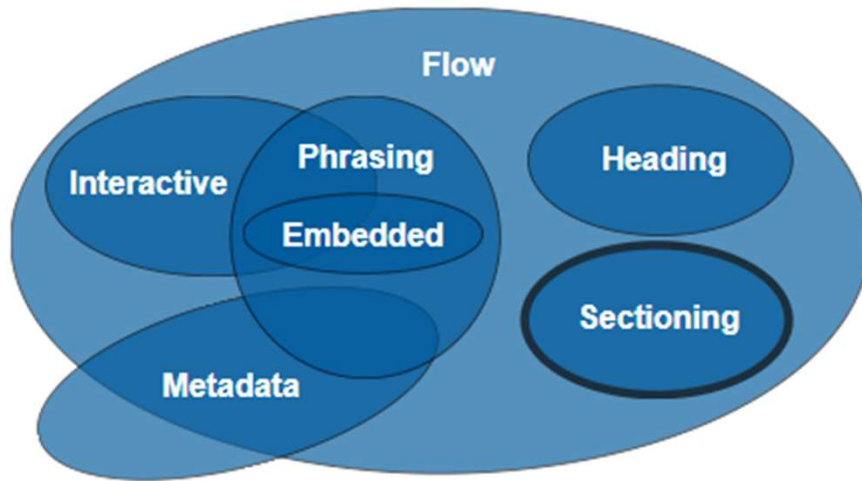 Flow
Phrasing
Heading
Interactive
Embedded
Sectioning
Metadata